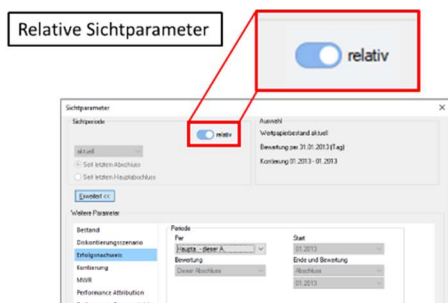 Relative Sichtparameter
relativ
Sichtparameter
Sichtperiode
relativ
Auswahl
Wertpapierbestand aktuell
Bewertung per 31.01.2013 (Tag)
Kontierung 01.2013 - 01.2013
aktuell
Seit letztem Abschluss
Seit letztem Hauptabschluss
Erweitert <<
Weitere Parameter
Bestand
Diskontierungsszenario
Erfolgsnachweis
Kontierung
MWR
Performance Attribution
Periode
Per
Start
Haupta. - dieser A.
01.2013
Bewertung
Ende und Bewertung
Dieser Abschluss
Abschluss
01.2013